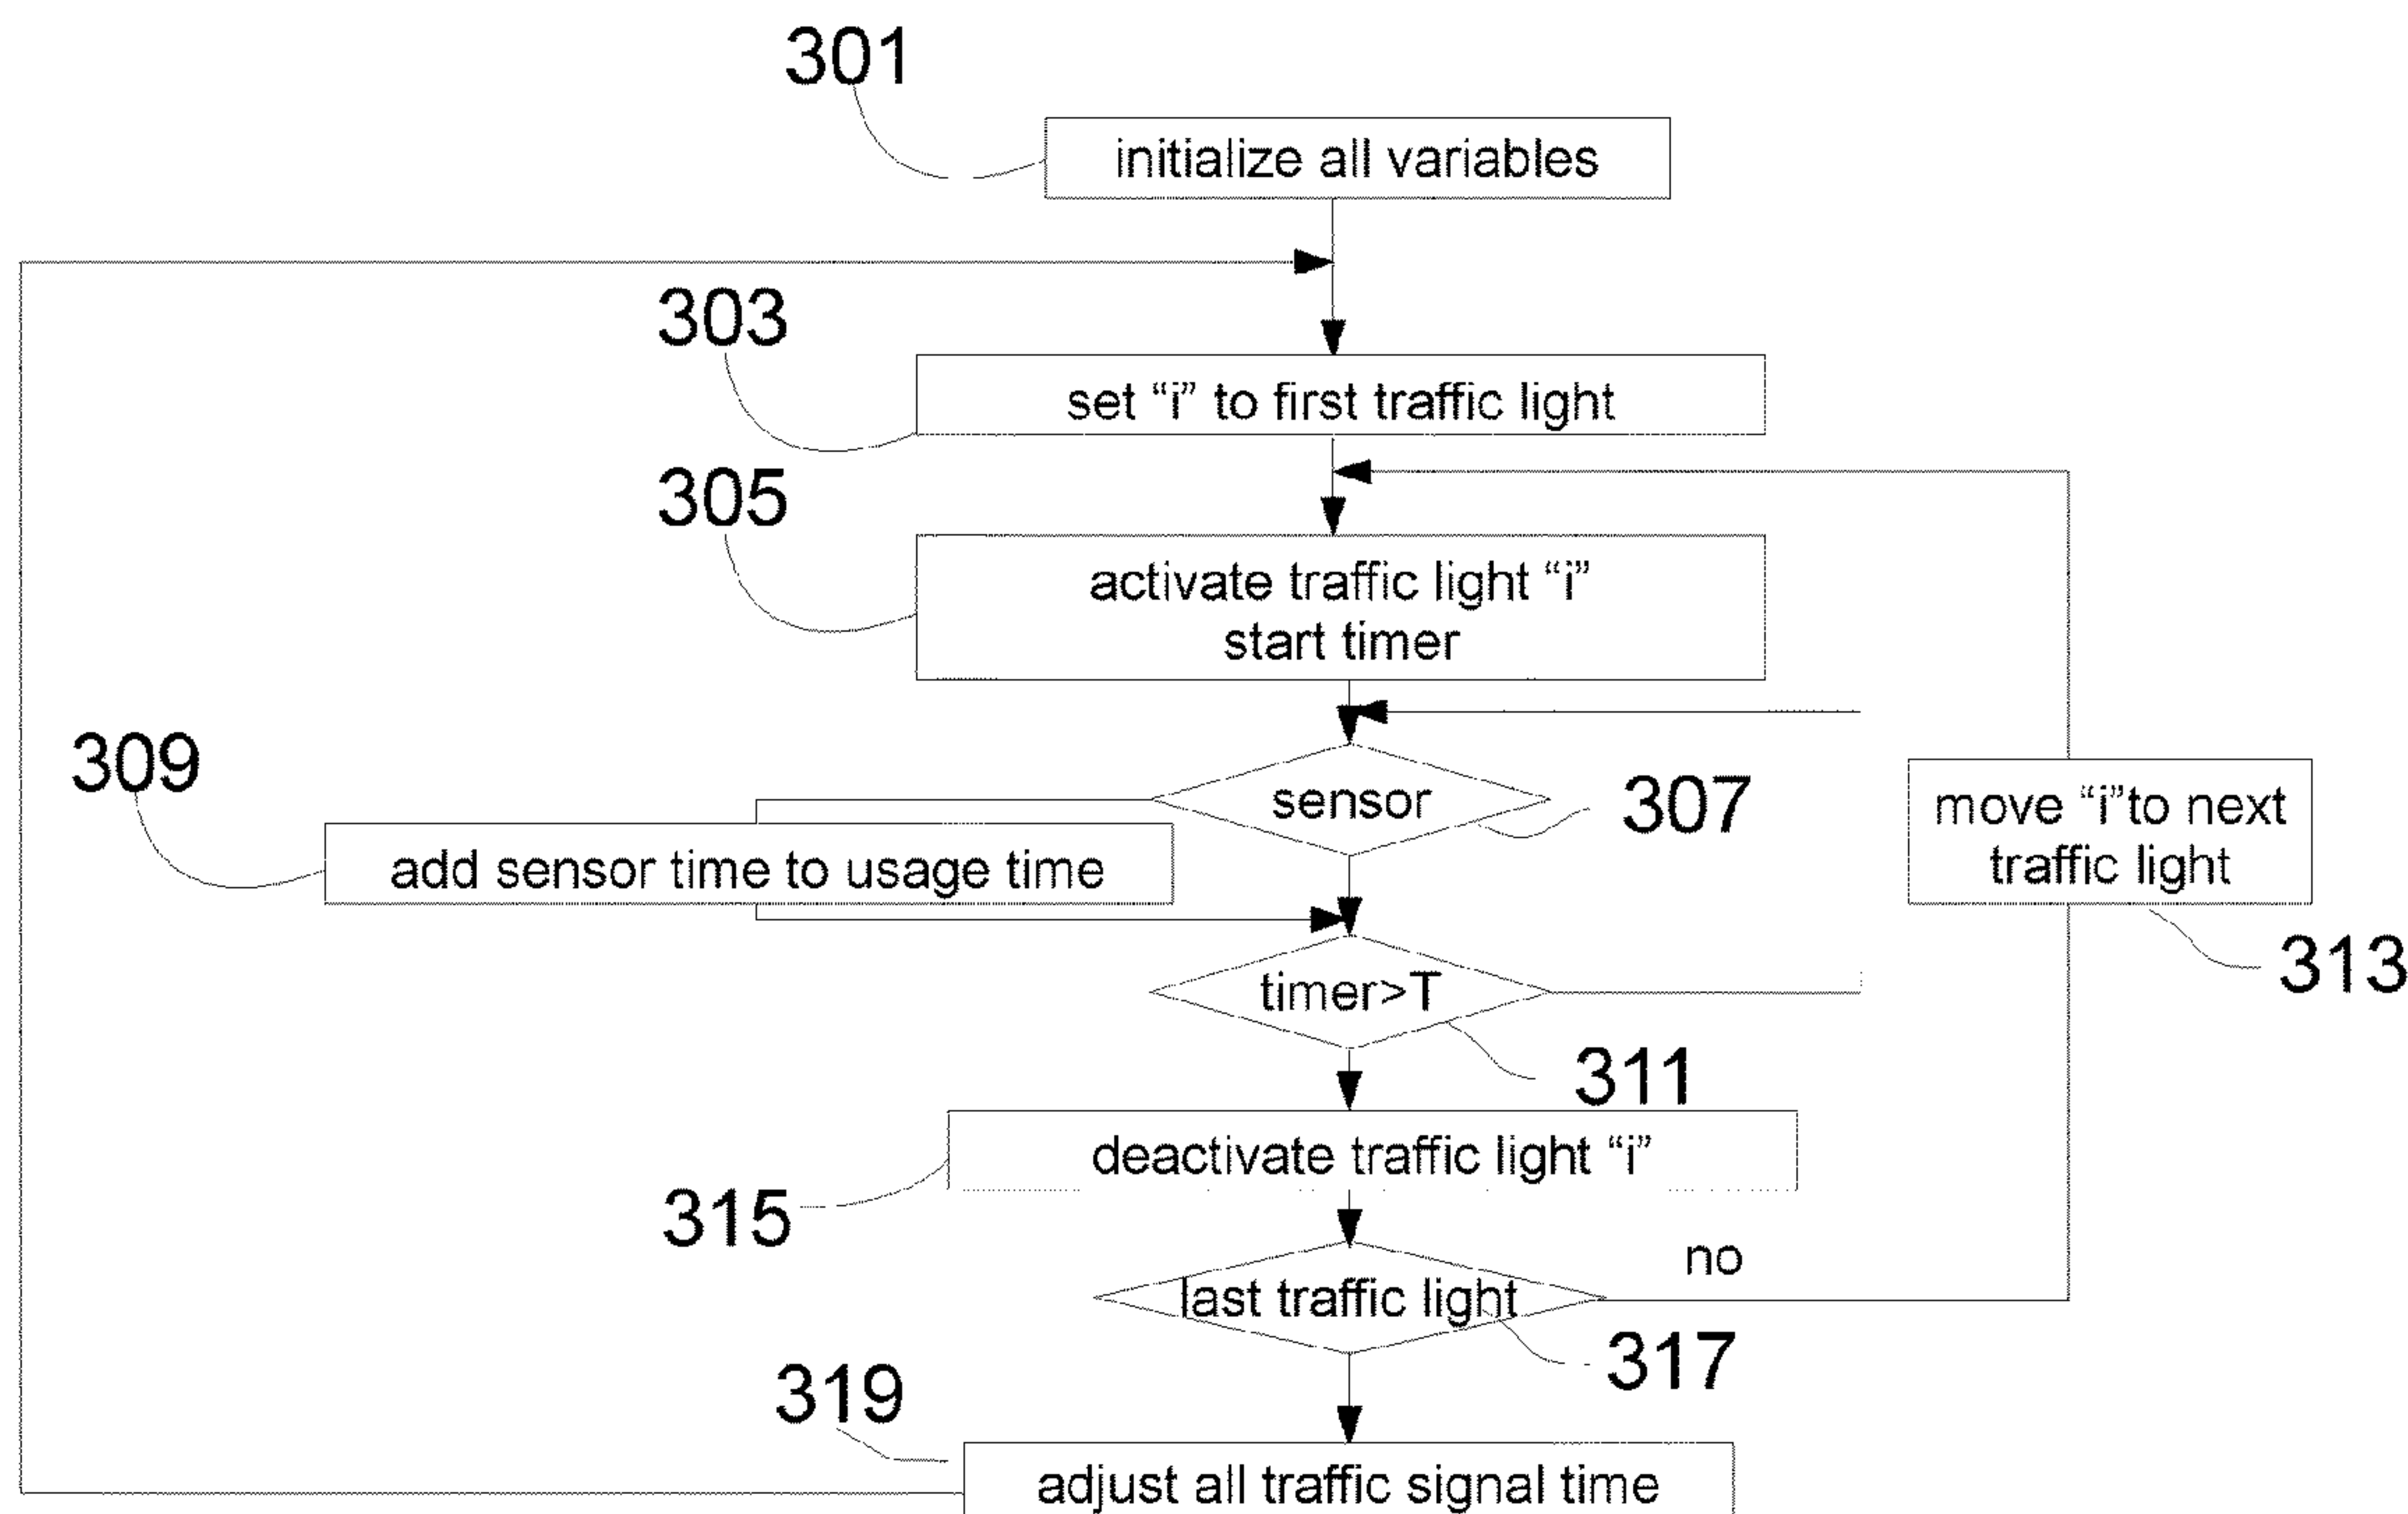 301
initialize all variables
303
set “i” to first traffic light
305
activate traffic light “i”
start timer
309
sensor
307
move “i”to next
traffic light
add sensor time to usage time
313
timer>T
311
deactivate traffic light “i”
315
no
last traffic light
317
319
adjust all traffic signal time